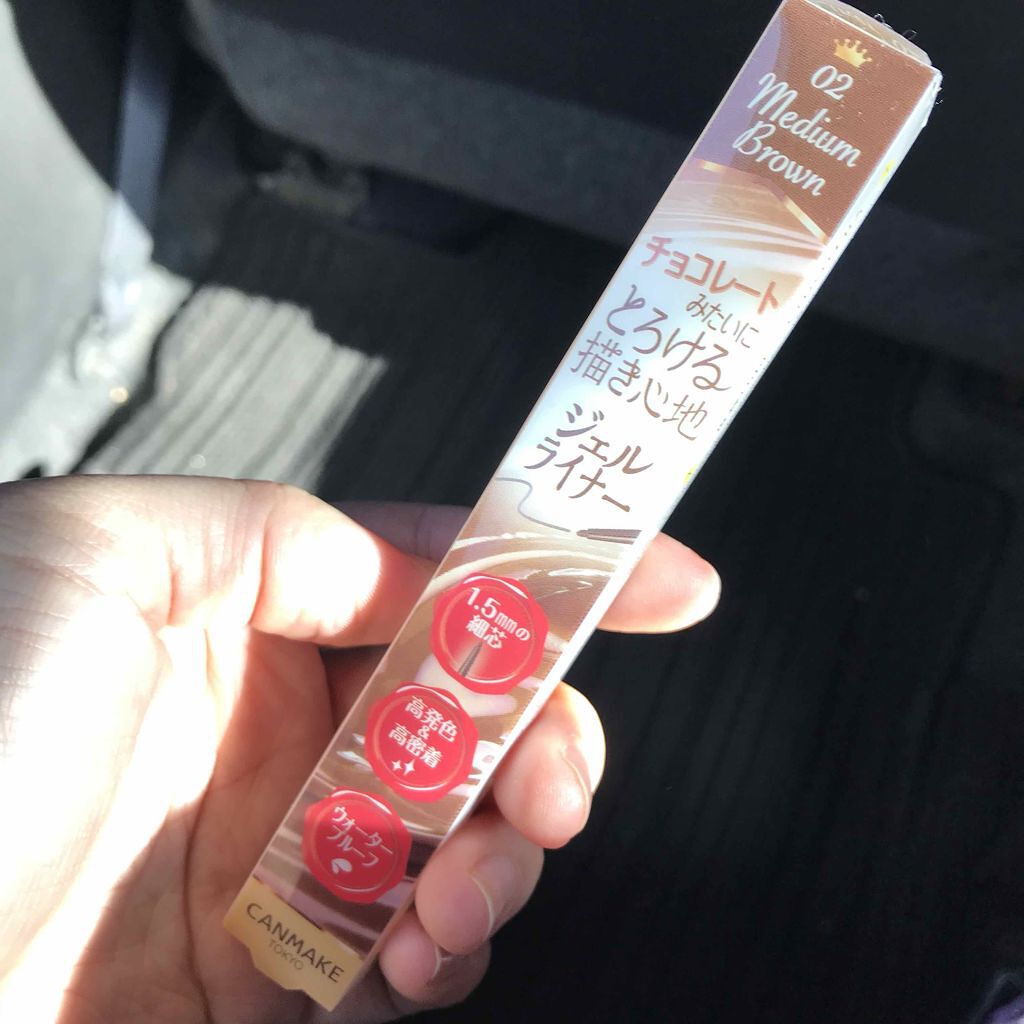 02
Medium
Brown
チョコレート
みたいに
とろける
描き心地
ジェル
ライナー
1.5mmの
細芯
高発色
&
高密着
ウォーター
プルーフ
CANMAKE
TOKYO